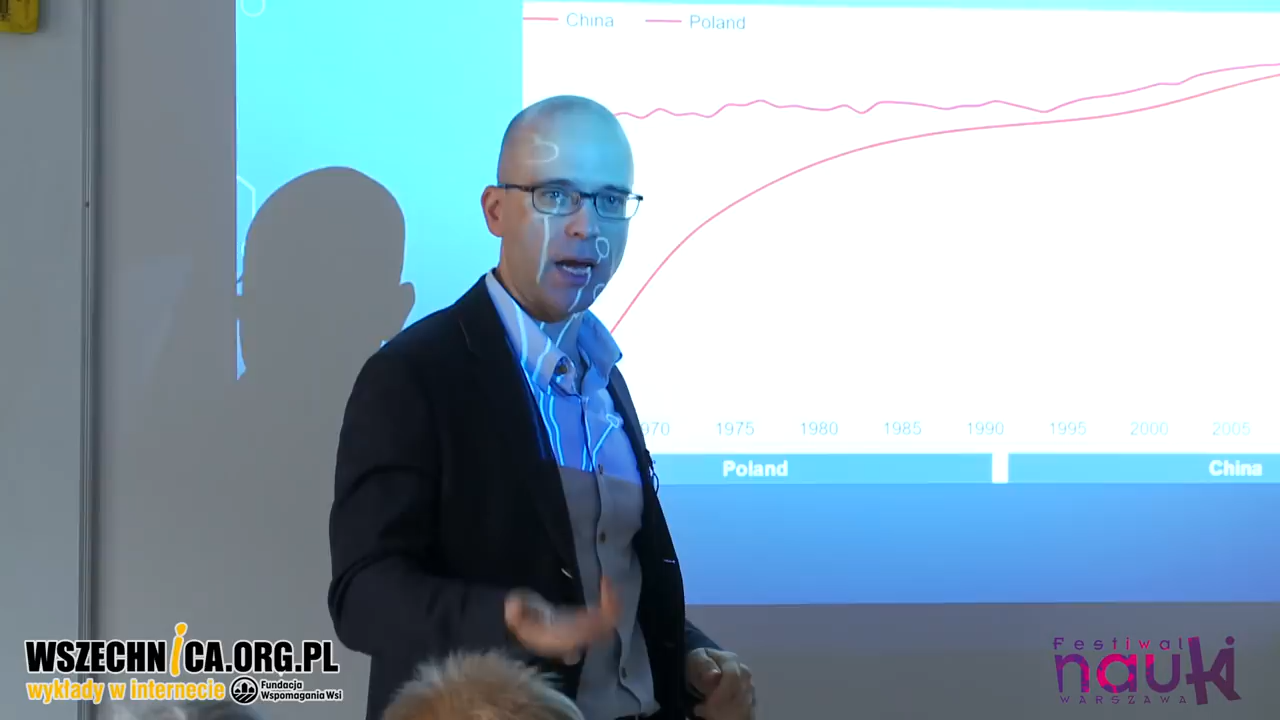 China Poland
970 1975 1980 1985 1990 1995 2000 2005
Poland China
WSZECHNICA.ORG.PL
wykłady w internecie
Fundacja
Wspomagania Wsi
Festiwal
nauki
WARSZAWA